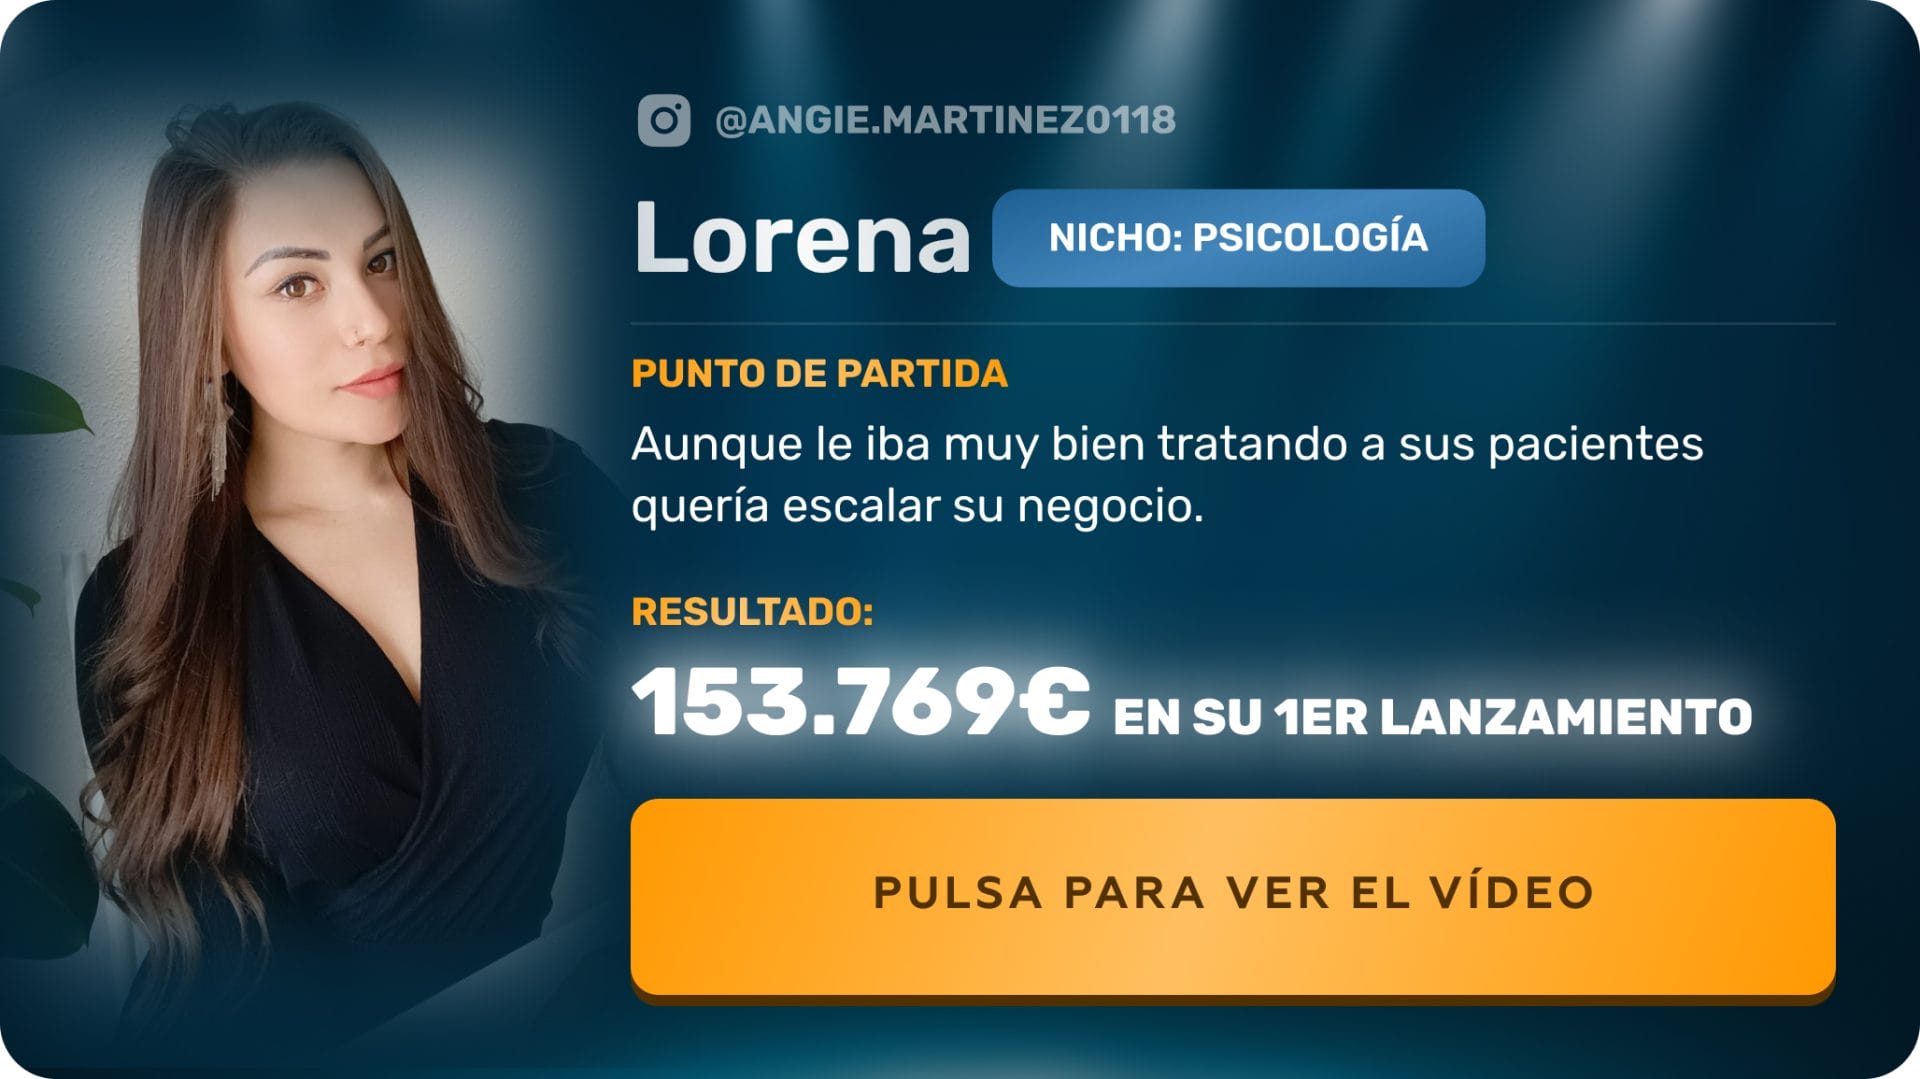 @ANGIE.MARTINEZ0118
Lorena
NICHO: PSICOLOGÍA
PUNTO DE PARTIDA
Aunque le iba muy bien tratando a sus pacientes
quería escalar su negocio.
RESULTADO:
153.769€ EN SU 1ER LANZAMIENTO
PULSA PARA VER EL VÍDEO